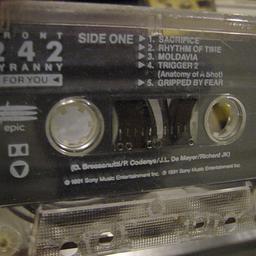 FRONT
242
TYRANNY
FOR YOU ◄
SIDE ONE
1. SACRIFICE
2. RHYTHM OF TIME
3. MOLDAVIA
4. TRIGGER 2
(Anatomy of A Shot)
5. GRIPPED BY FEAR
epic
(D. Bressanutti/P. Codenys/J.L. De Meyer/Richard JK)
℗ 1991 Sony Music Entertainment Inc. © 1991 Sony Music Entertainment Inc.